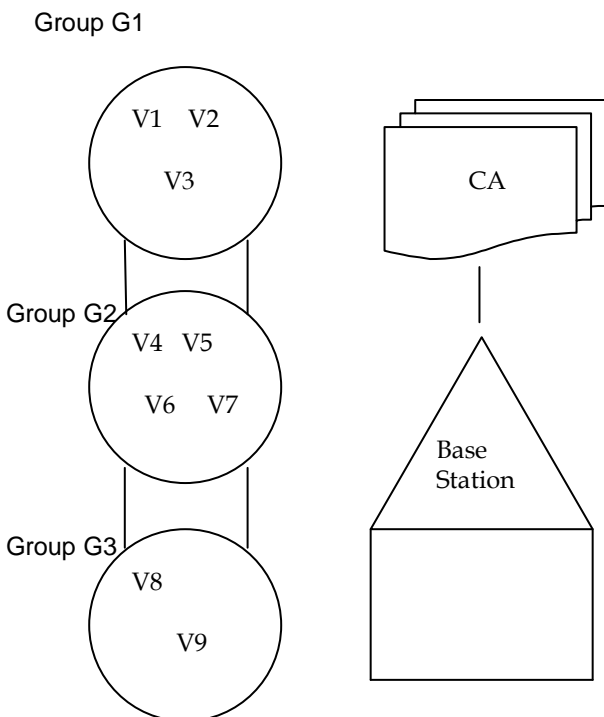 Group G1
V1 V2
V3
CA
Group G2
V4 V5
V6 V7
Base
Station
Group G3
V8
V9